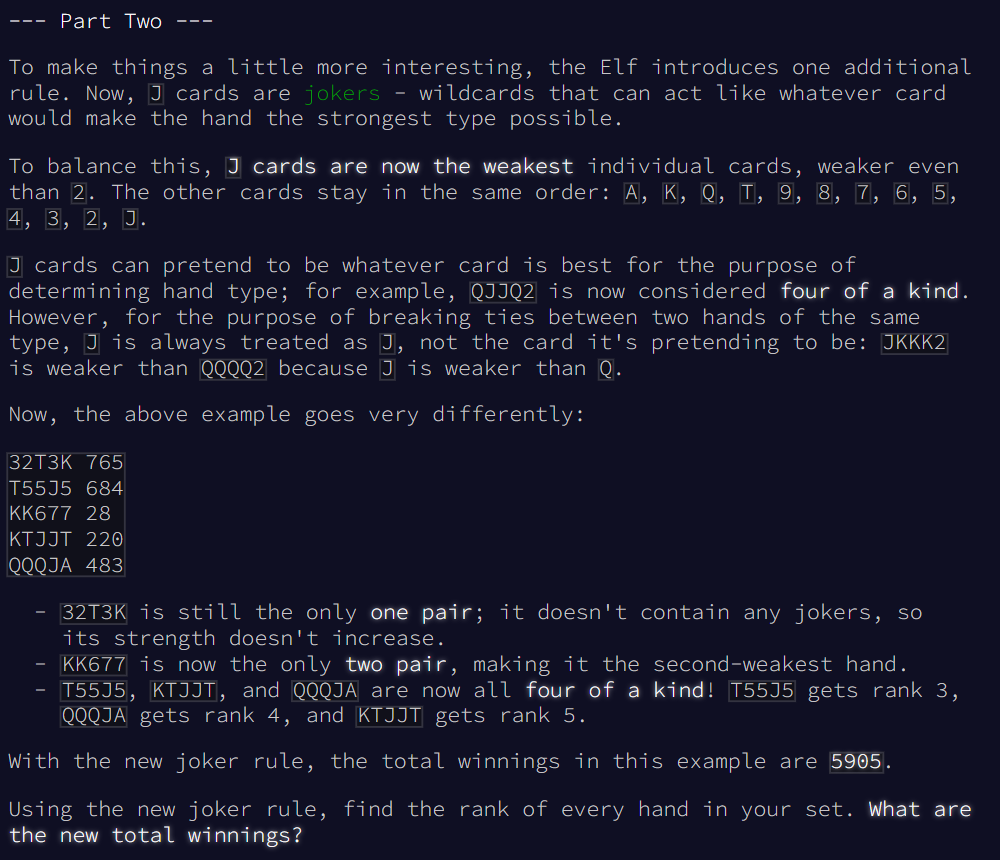 --- Part Two ---
To make things a little more interesting, the Elf introduces one additional
rule. Now, J cards are jokers - wildcards that can act like whatever card
would make the hand the strongest type possible.
To balance this, J cards are now the weakest individual cards, weaker even
than 2. The other cards stay in the same order: A, K, Q, T, 9, 8, 7, 6, 5,
4, 3, 2, J.
J cards can pretend to be whatever card is best for the purpose of
determining hand type; for example, QJJQ2 is now considered four of a kind.
However, for the purpose of breaking ties between two hands of the same
type, J is always treated as J, not the card it's pretending to be: JKKK2
is weaker than QQQQ2 because J is weaker than Q.
Now, the above example goes very differently:
32T3K 765
T55J5 684
KK677 28
KTJJT 220
QQQJA 483
- 32T3K is still the only one pair; it doesn't contain any jokers, so
its strength doesn't increase.
- KK677 is now the only two pair, making it the second-weakest hand.
- T55J5, KTJJT, and QQQJA are now all four of a kind! T55J5 gets rank 3,
QQQJA gets rank 4, and KTJJT gets rank 5.
With the new joker rule, the total winnings in this example are 5905.
Using the new joker rule, find the rank of every hand in your set. What are
the new total winnings?